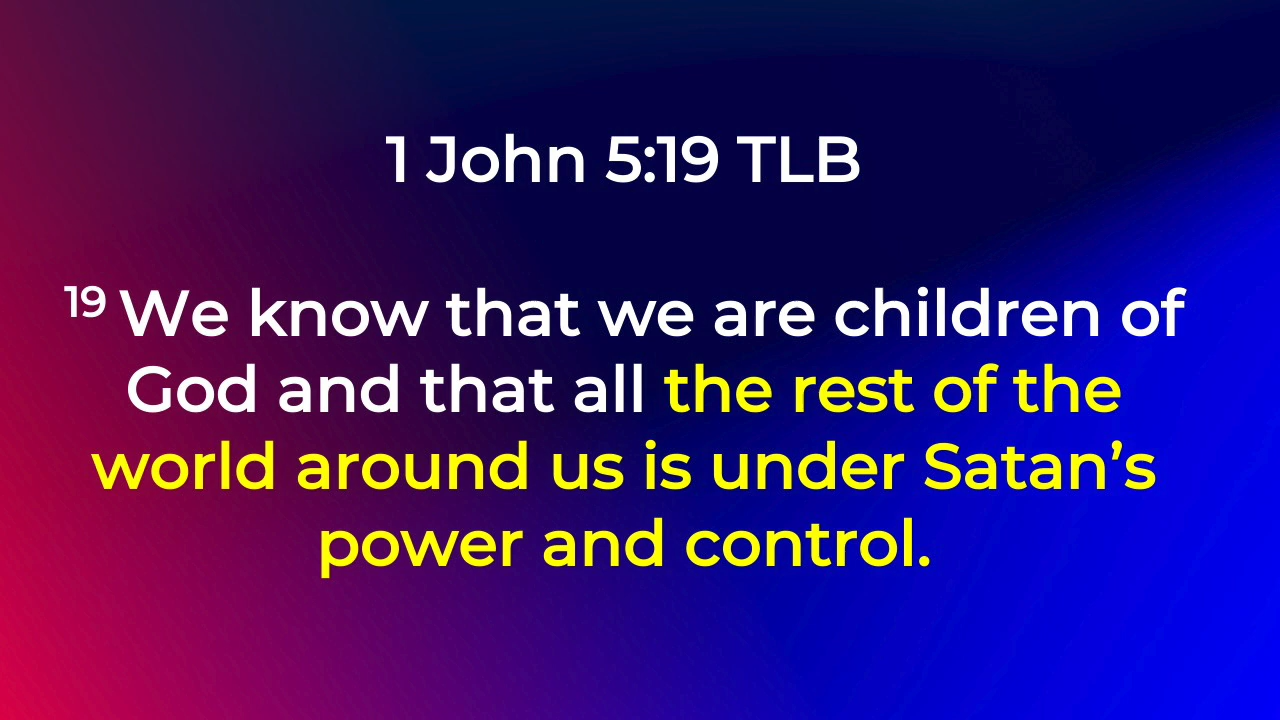 1 John 5:19 TLB
19 We know that we are children of
God and that all the rest of the
world around us is under Satan’s
power and control.